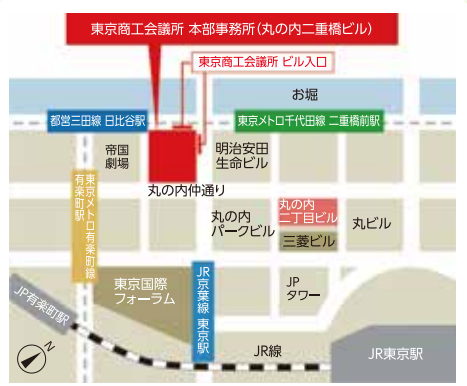 東京商工会議所 本部事務所(丸の内二重橋ビル)
東京商工会議所 ビル入口
お堀
都営三田線 日比谷駅
東京メトロ千代田線 二重橋前駅
帝国
劇場
明治安田
生命ビル
丸の内仲通り
東京メトロ有楽町線
有楽町駅
丸の内
パークビル
丸の内
二丁目ビル
三菱ビル
丸ビル
東京国際
フォーラム
JR京葉線 東京駅
JP
タワー
JP有楽町駅
JR線
JR東京駅
N